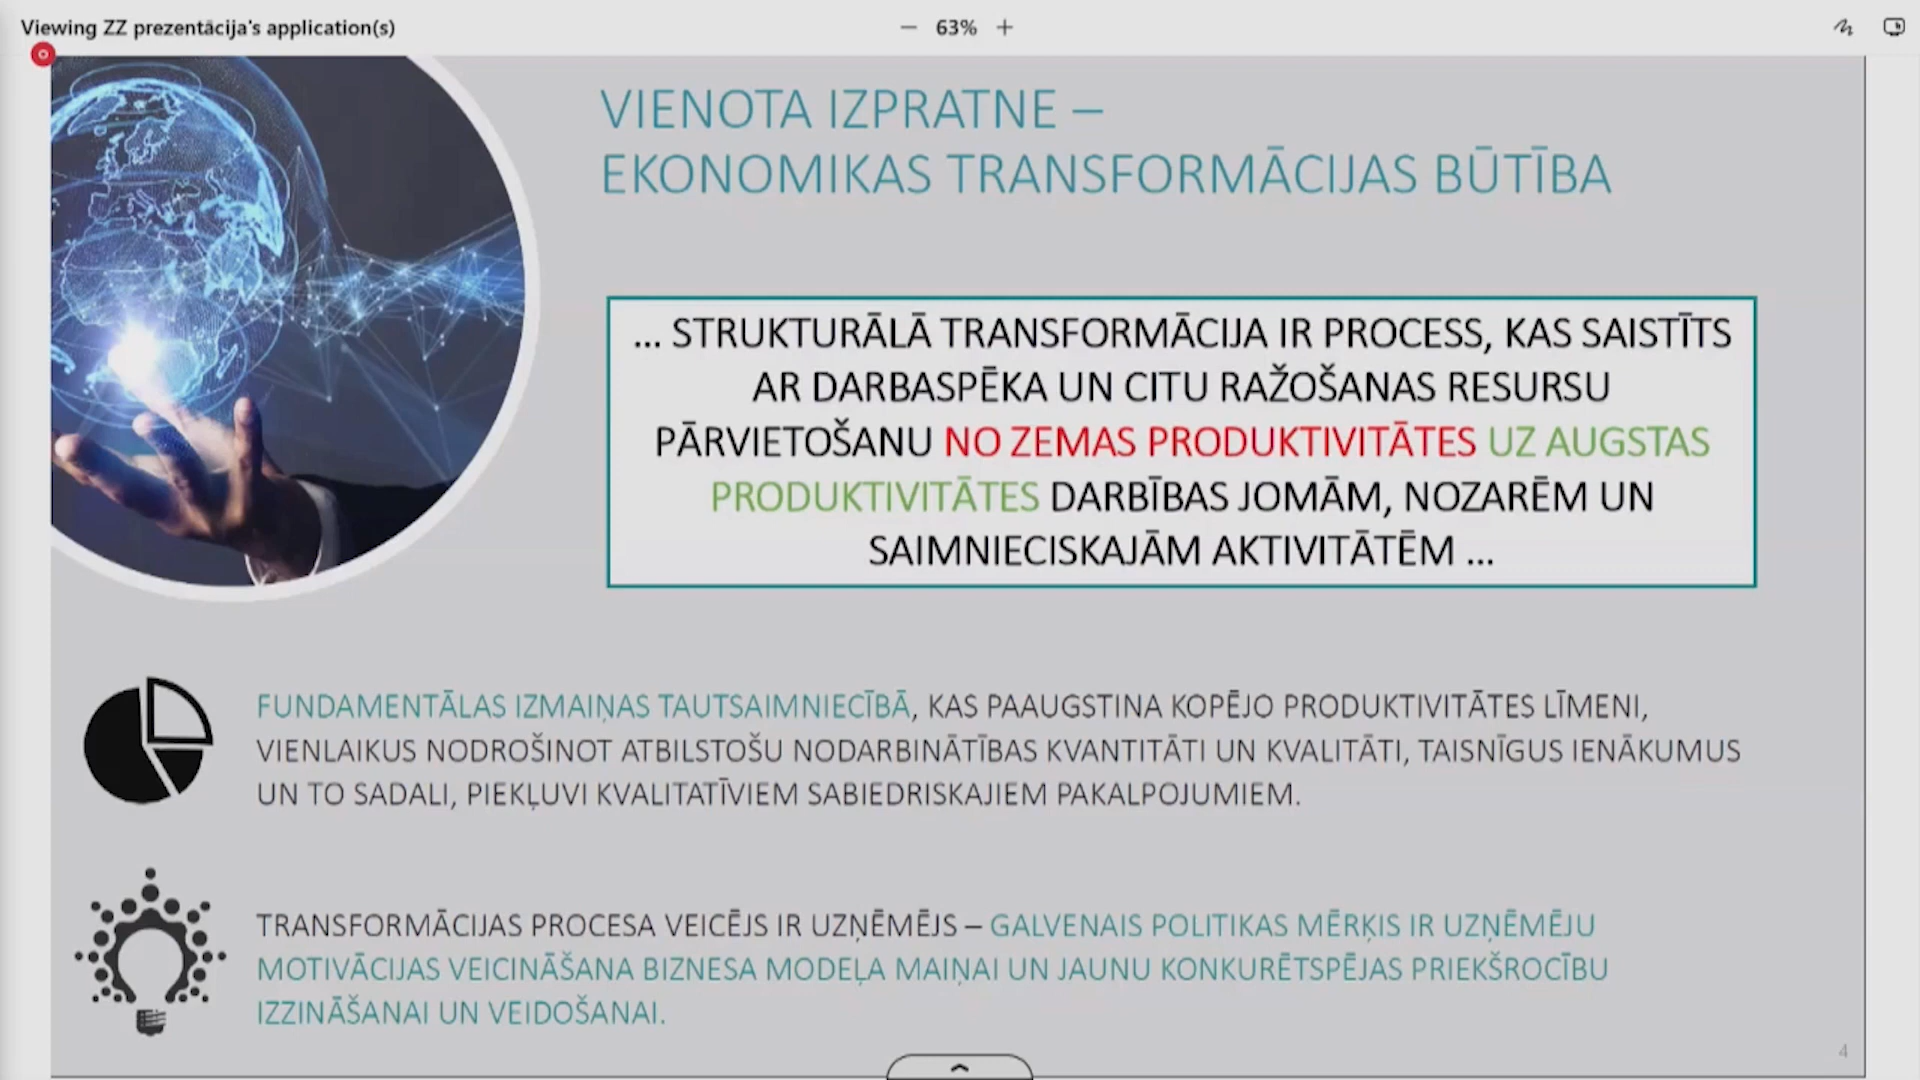 Viewing ZZ prezentācija's application(s)
63%
VIENOTA IZPRATNE –
EKONOMIKAS TRANSFORMĀCIJAS BŪTĪBA
... STRUKTURĀLĀ TRANSFORMĀCIJA IR PROCESS, KAS SAISTĪTS
AR DARBASPĒKA UN CITU RAŽOŠANAS RESURSU
PĀRVIETOŠANU NO ZEMAS PRODUKTIVITĀTES UZ AUGSTAS
PRODUKTIVITĀTES DARBĪBAS JOMĀM, NOZARĒM UN
SAIMNIECISKAJĀM AKTIVITĀTĒM ...
FUNDAMENTĀLAS IZMAIŅAS TAUTSAIMNIECĪBĀ, KAS PAAUGSTINA KOPĒJO PRODUKTIVITĀTES LĪMENI,
VIENLAIKUS NODROŠINOT ATBILSTOŠU NODARBINĀTĪBAS KVANTITĀTI UN KVALITĀTI, TAISNĪGUS IENĀKUMUS
UN TO SADALI, PIEKĻUVI KVALITATĪVIEM SABIEDRISKAJIEM PAKALPOJUMIEM.
TRANSFORMĀCIJAS PROCESA VEICĒJS IR UZŅĒMĒJS – GALVENAIS POLITIKAS MĒRĶIS IR UZŅĒMĒJU
MOTIVĀCIJAS VEICINĀŠANA BIZNESA MODEĻA MAIŅAI UN JAUNU KONKURĒTSPĒJAS PRIEKŠROCĪBU
IZZINĀŠANAI UN VEIDOŠANAI.
4